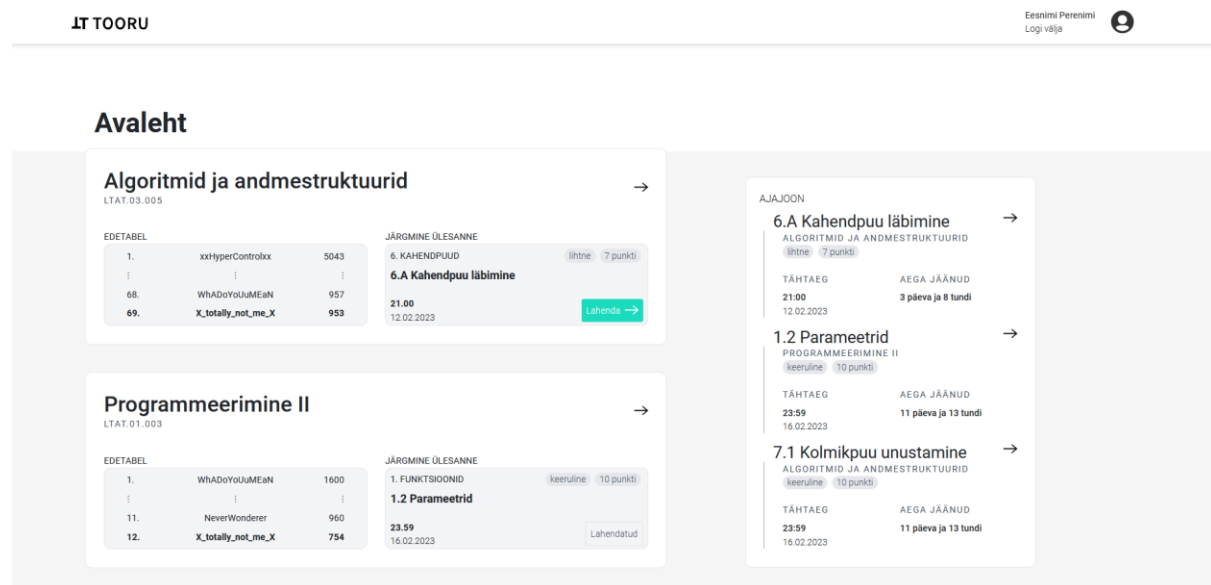 TOORU
Eesnimi Perenimi
Logi välja
Avaleht
Algoritmid ja andmestruktuurid
LTAT.03.005
EDETABEL
1. xxHyperControlxx 5043
⋮ ⋮ ⋮
68. WhADoYoUuMEaN 957
69. X_totally_not_me_X 953
JÄRGMINE ÜLESANNE
6. KAHENDPUUD lihtne 7 punkti
6.A Kahendpuu läbimine
21.00
12.02.2023
Lahenda →
Programmeerimine II
LTAT.01.003
EDETABEL
1. WhADoYoUuMEaN 1600
⋮ ⋮ ⋮
11. NeverWonderer 960
12. X_totally_not_me_X 754
JÄRGMINE ÜLESANNE
1. FUNKTSIOONID keeruline 10 punkti
1.2 Parameetrid
23.59
16.02.2023
Lahendatud
AJAJOON
6.A Kahendpuu läbimine
ALGORITMID JA ANDMESTRUKTUURID
lihtne 7 punkti
TÄHTAEG AEGA JÄÄNUD
21:00 3 päeva ja 8 tundi
12.02.2023
1.2 Parameetrid
PROGRAMMEERIMINE II
keeruline 10 punkti
TÄHTAEG AEGA JÄÄNUD
23:59 11 päeva ja 13 tundi
16.02.2023
7.1 Kolmikpuu unustamine
ALGORITMID JA ANDMESTRUKTUURID
keeruline 10 punkti
TÄHTAEG AEGA JÄÄNUD
23:59 11 päeva ja 13 tundi
16.02.2023